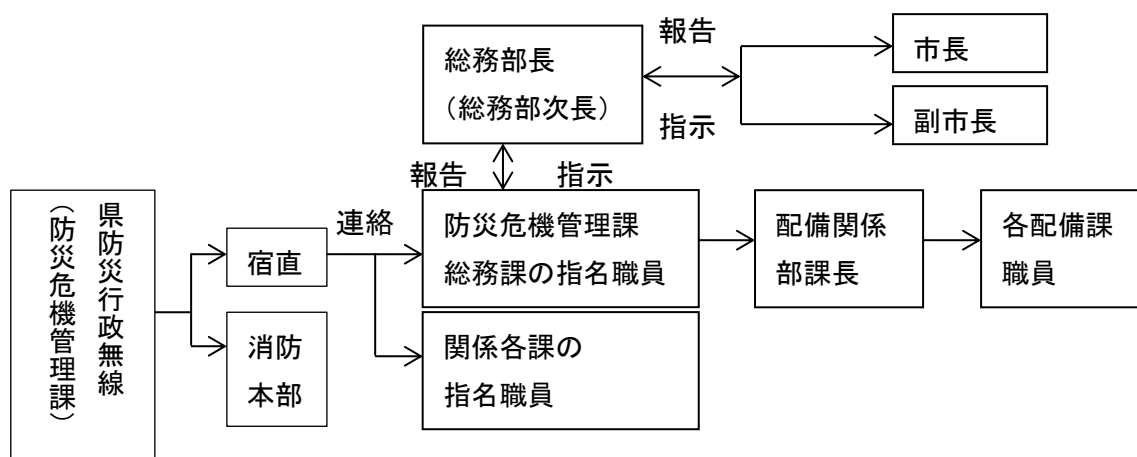 県防災行政無線
（防災危機管理課）
宿直
消防
本部
連絡
総務部長
（総務部次長）
報告
指示
市長
副市長
報告
指示
防災危機管理課
総務課の指名職員
関係各課の
指名職員
配備関係
部課長
各配備課
職員